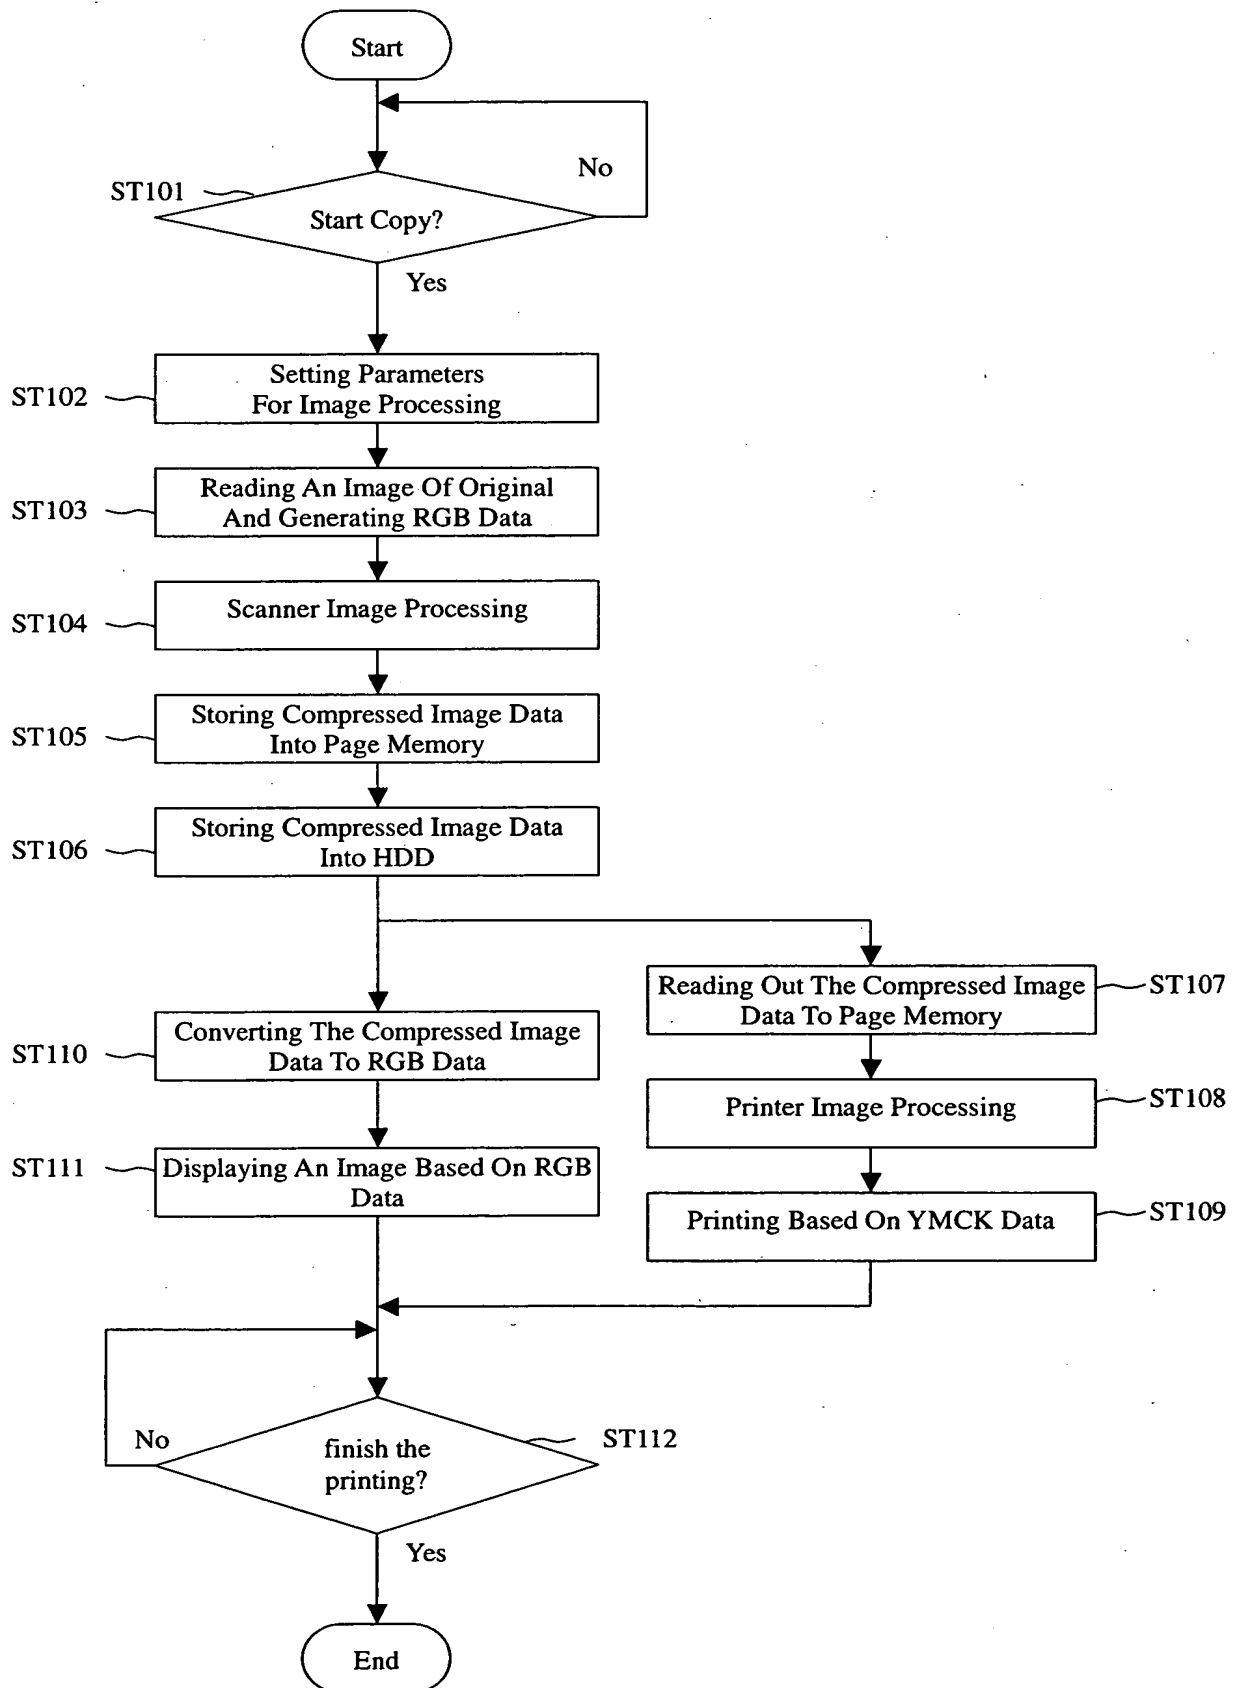 Start
No
ST101
Start Copy?
Yes
ST102
Setting Parameters
For Image Processing
ST103
Reading An Image Of Original
And Generating RGB Data
ST104
Scanner Image Processing
ST105
Storing Compressed Image Data
Into Page Memory
ST106
Storing Compressed Image Data
Into HDD
Reading Out The Compressed Image
Data To Page Memory
ST107
ST110
Converting The Compressed Image
Data To RGB Data
Printer Image Processing
ST108
ST111
Displaying An Image Based On RGB
Data
Printing Based On YMCK Data
ST109
No
finish the
printing?
ST112
Yes
End